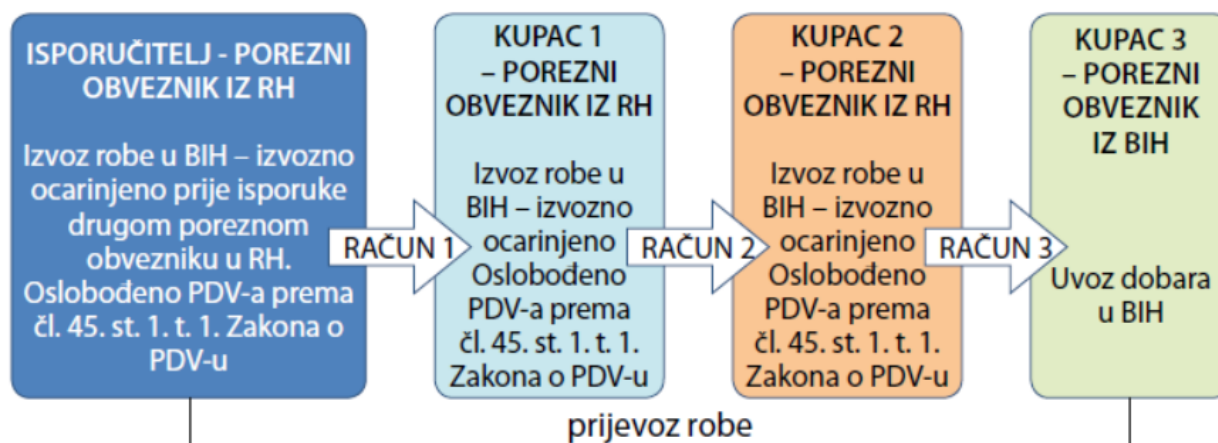 ISPORUČITELJ - POREZNI
OBVEZNIK IZ RH
Izvoz robe u BIH – izvozno
ocarinjeno prije isporuke
drugom poreznom
obvezniku u RH.
Oslobođeno PDV-a prema
čl. 45. st. 1. t. 1. Zakona o
PDV-u
RAČUN 1
KUPAC 1
– POREZNI
OBVEZNIK IZ RH
Izvoz robe u
BIH – izvozno
ocarinjeno
Oslobođeno
PDV-a prema
čl. 45. st. 1. t. 1.
Zakona o PDV-u
RAČUN 2
KUPAC 2
– POREZNI
OBVEZNIK IZ RH
Izvoz robe u
BIH – izvozno
ocarinjeno
Oslobođeno
PDV-a prema
čl. 45. st. 1. t. 1.
Zakona o PDV-u
RAČUN 3
KUPAC 3
– POREZNI
OBVEZNIK
IZ BIH
Uvoz dobara
u BIH
prijevoz robe